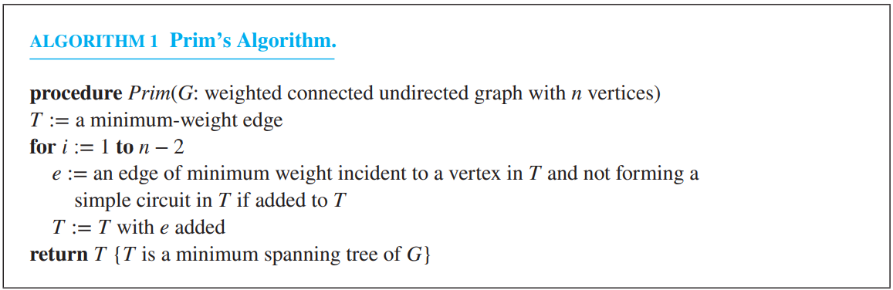 ALGORITHM 1 Prim's Algorithm.
procedure Prim(G: weighted connected undirected graph with n vertices)
T := a minimum-weight edge
for i := 1 to n − 2
e := an edge of minimum weight incident to a vertex in T and not forming a
simple circuit in T if added to T
T := T with e added
return T {T is a minimum spanning tree of G}